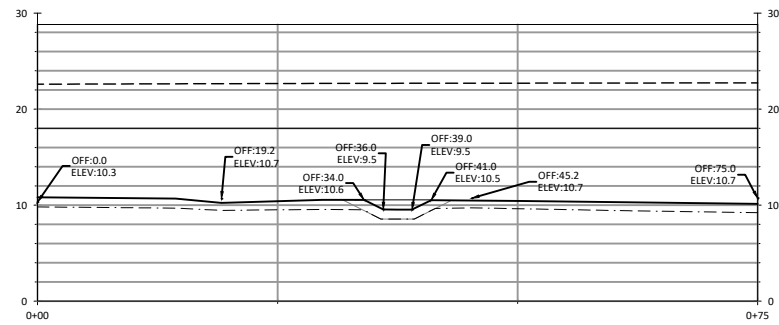 30
30
20
20
OFF:0.0
ELEV:10.3
OFF:19.2
ELEV:10.7
OFF:34.0
ELEV:10.6
OFF:36.0
ELEV:9.5
OFF:39.0
ELEV:9.5
OFF:41.0
ELEV:10.5
OFF:45.2
ELEV:10.7
OFF:75.0
ELEV:10.7
10
10
0
0
0+00
0+75